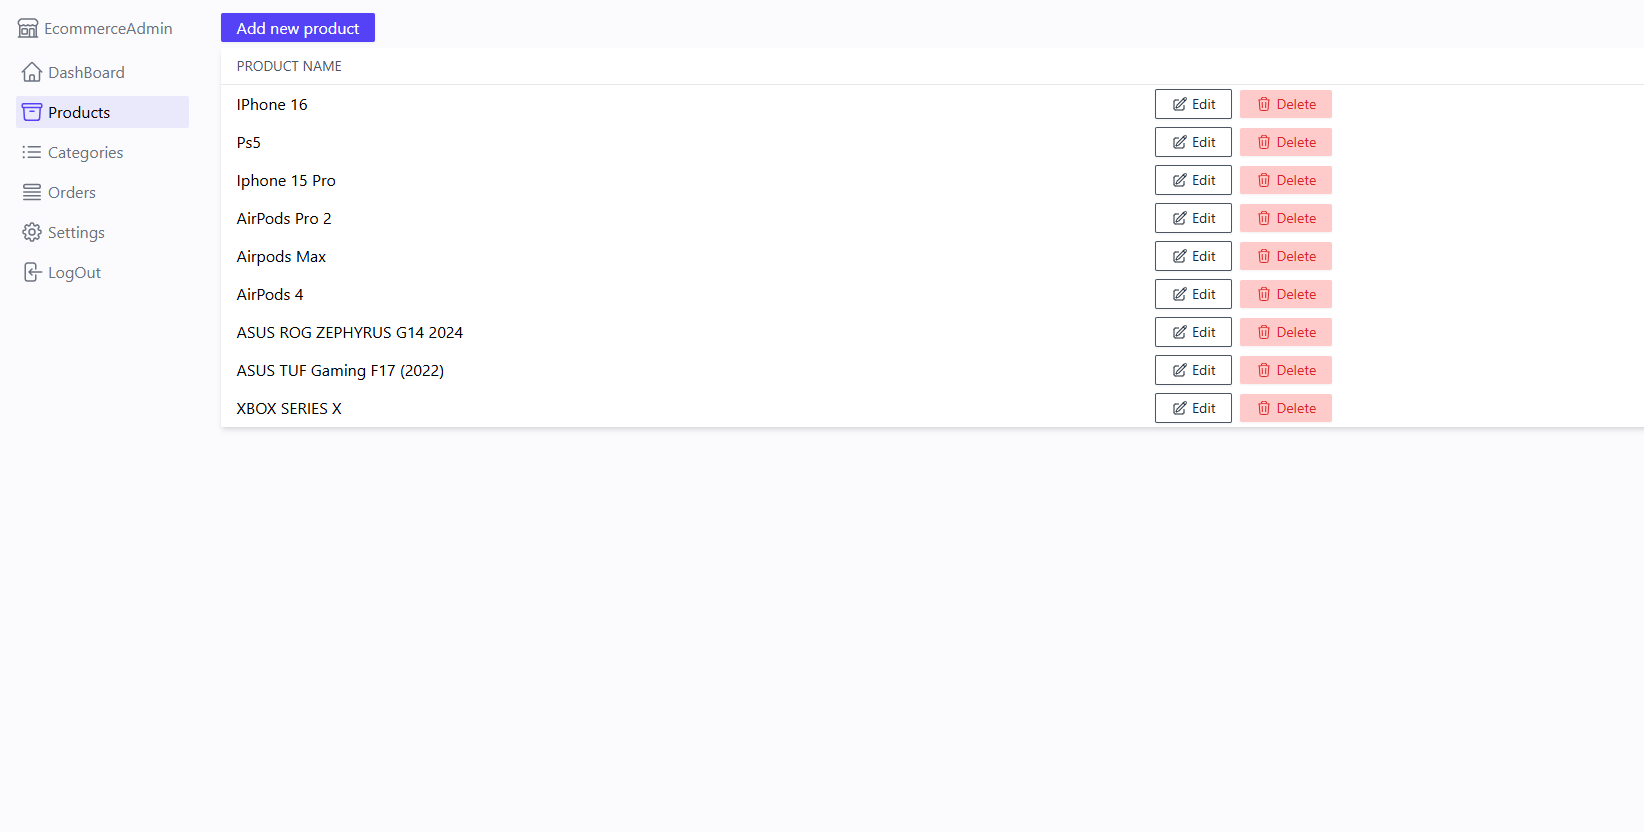 EcommerceAdmin
DashBoard
Products
Categories
Orders
Settings
LogOut
Add new product
PRODUCT NAME
IPhone 16 Edit Delete
Ps5 Edit Delete
Iphone 15 Pro Edit Delete
AirPods Pro 2 Edit Delete
Airpods Max Edit Delete
AirPods 4 Edit Delete
ASUS ROG ZEPHYRUS G14 2024 Edit Delete
ASUS TUF Gaming F17 (2022) Edit Delete
XBOX SERIES X Edit Delete